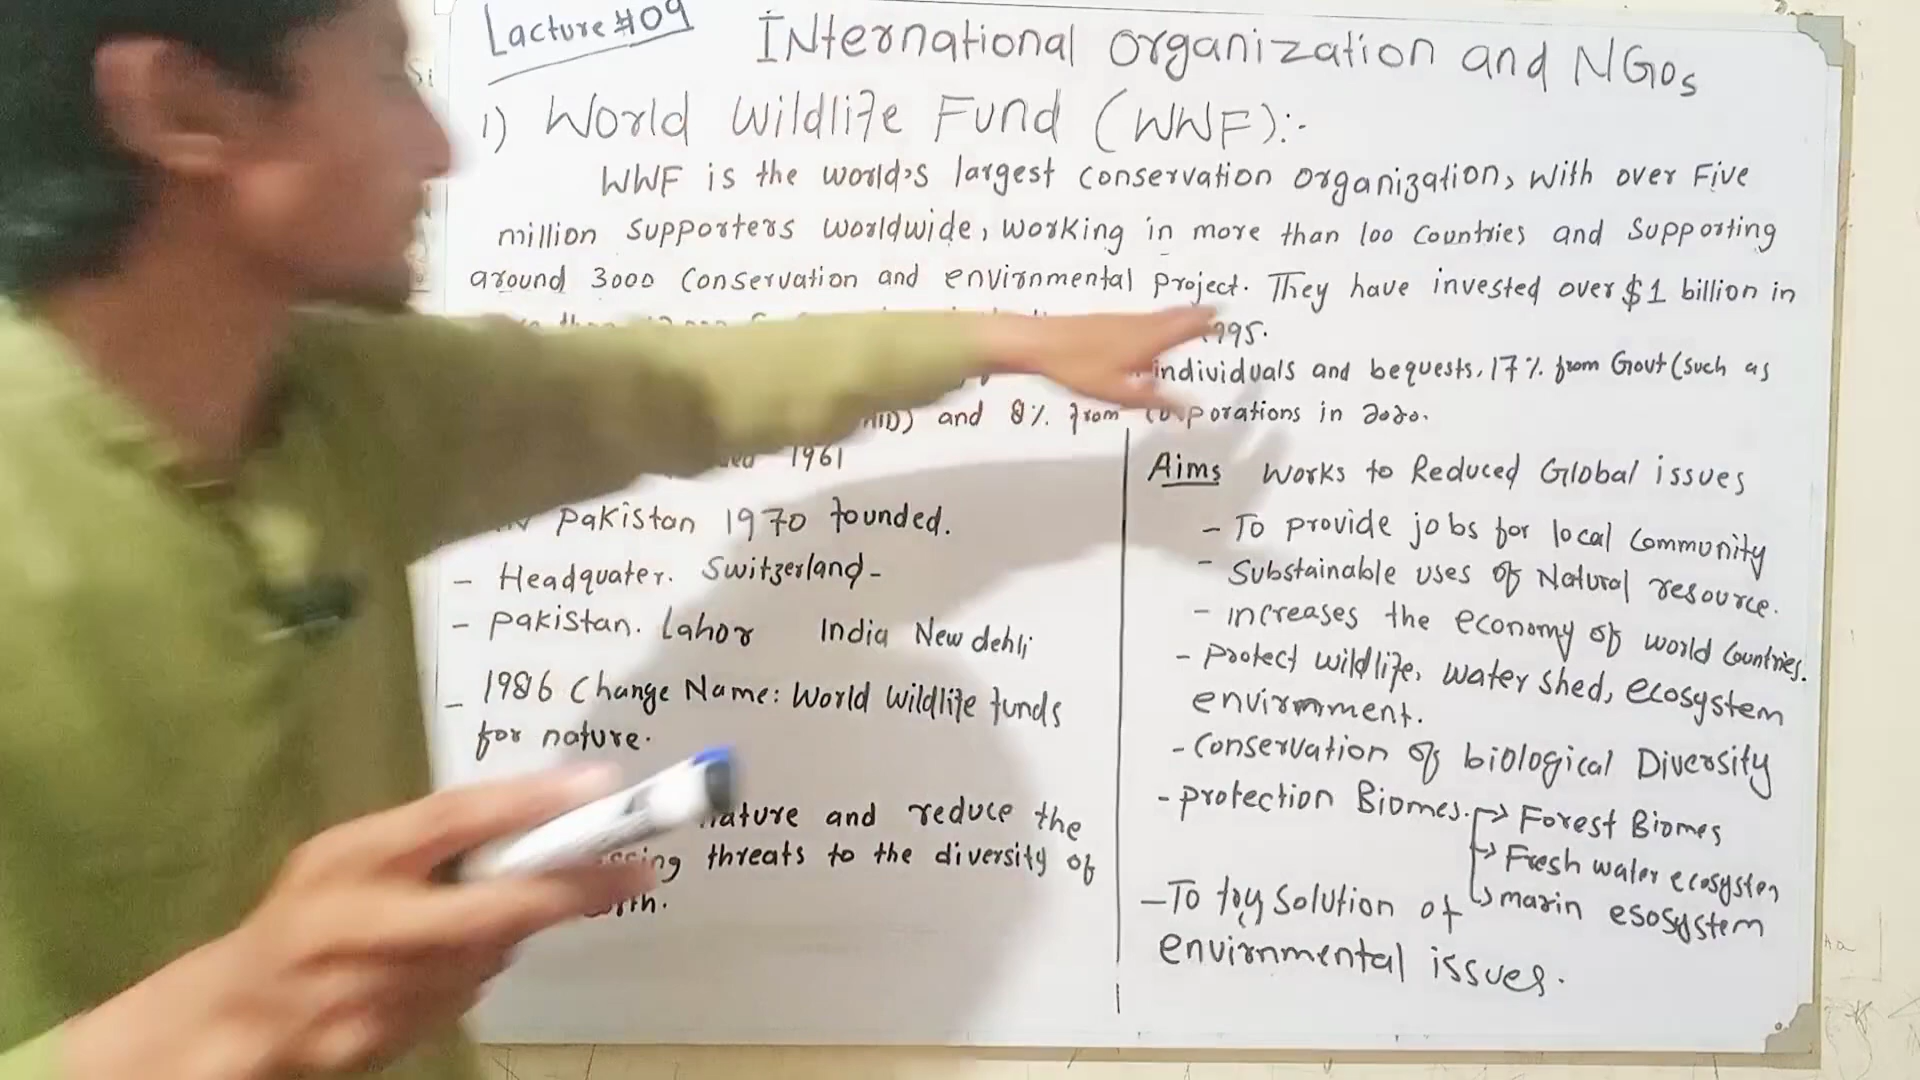 Lacture #09
INternational organization and NGOs
1) World Wildlife Fund (WWF):-
WWF is the world's largest conservation organization, with over Five
million supporters worldwide, working in more than 100 countries and supporting
around 3000 conservation and envirnmental project. They have invested over $1 billion in
1995.
individuals and bequests, 17% from Govt (such as
and 8% from corporations in 2020.
1961
Pakistan 1970 founded.
- Headquater. Switzerland -
- Pakistan. Lahor India New dehli
- 1986 Change Name: World Wildlife funds
for nature.
and reduce the
threats to the diversity of
Aims Works to Reduced Global issues
- To provide jobs for local community
- Substainable uses of Natural resource.
- increases the economy of world countries.
- Protect wildlife, water shed, ecosystem
envirmment.
- Conservation of biological Diversity
- protection Biomes. → Forest Biomes
→ Fresh water ecosystem
→ marin esosystem
- To try solution of
envirnmental issues.